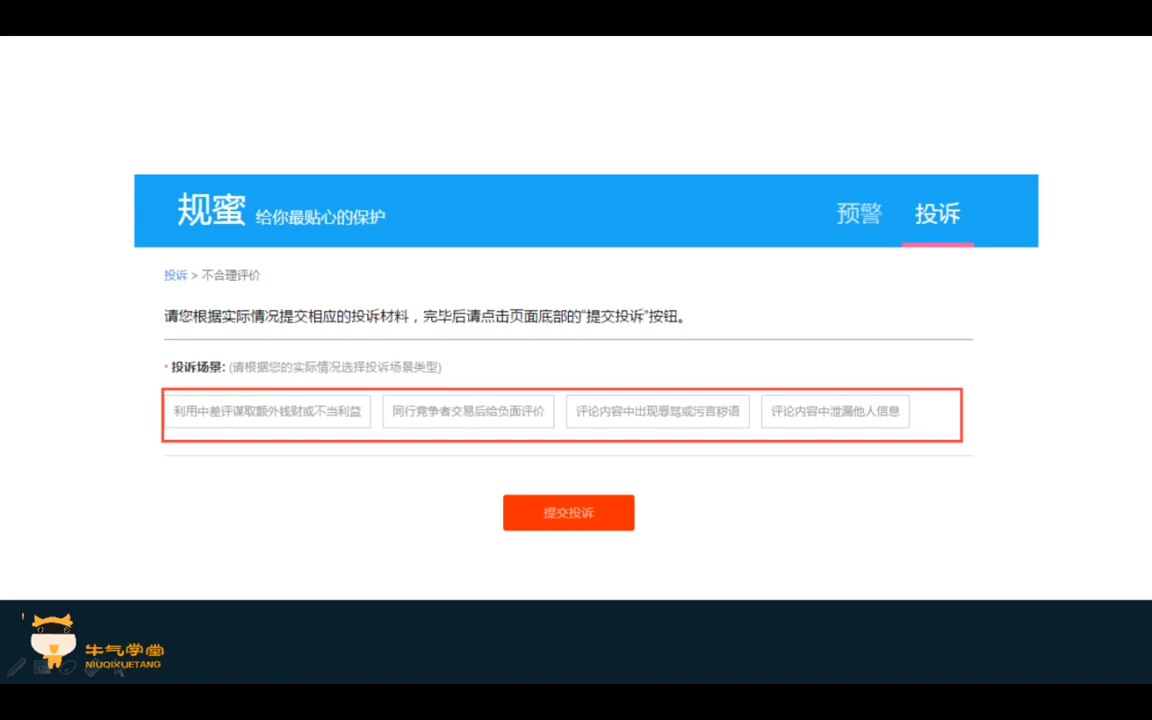 规蜜 给你最贴心的保护 预警 投诉
投诉 > 不合理评价
请您根据实际情况提交相应的投诉材料，完毕后请点击页面底部的“提交投诉”按钮。
* 投诉场景: (请根据您的实际情况选择投诉场景类型)
利用中差评谋取额外钱财或不当利益 同行竞争者交易后给负面评价 评论内容中出现辱骂或污言秽语 评论内容中泄漏他人信息
提交投诉
牛气学堂
NIUQIXUETANG